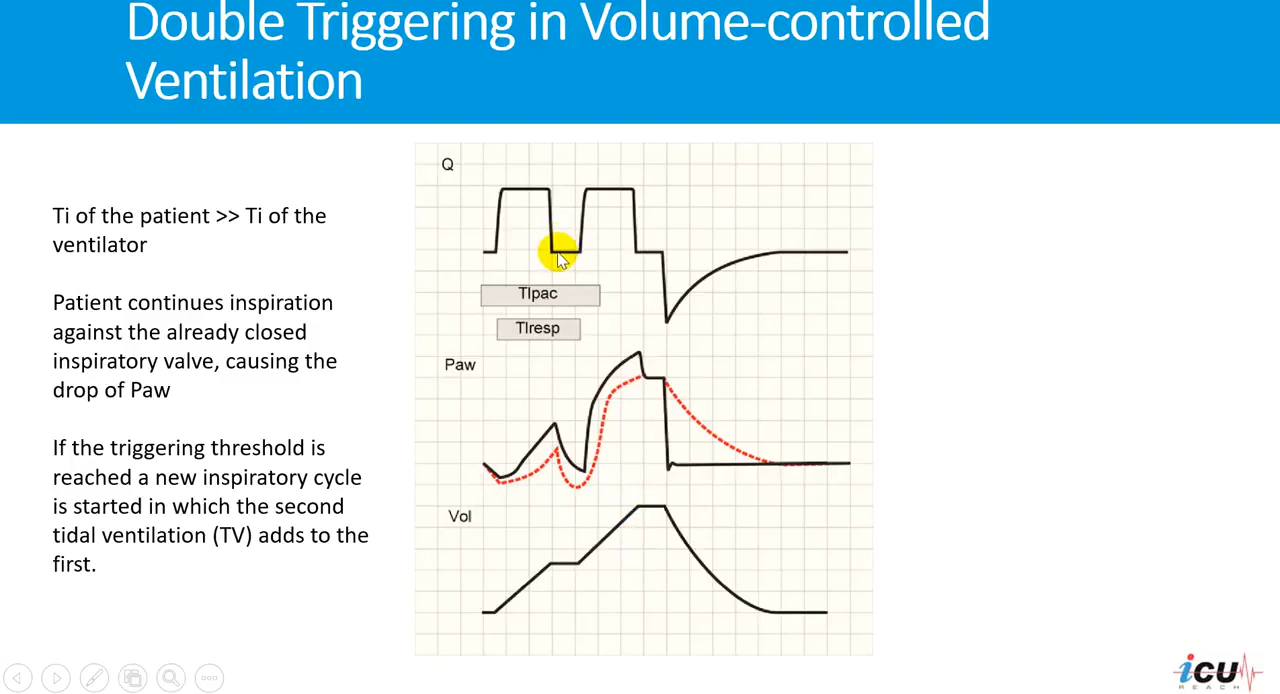 Double Triggering in Volume-controlled
Ventilation
Ti of the patient >> Ti of the
ventilator
Patient continues inspiration
against the already closed
inspiratory valve, causing the
drop of Paw
If the triggering threshold is
reached a new inspiratory cycle
is started in which the second
tidal ventilation (TV) adds to the
first.
Q
TIpac
TIresp
Paw
Vol
iCU
REACH